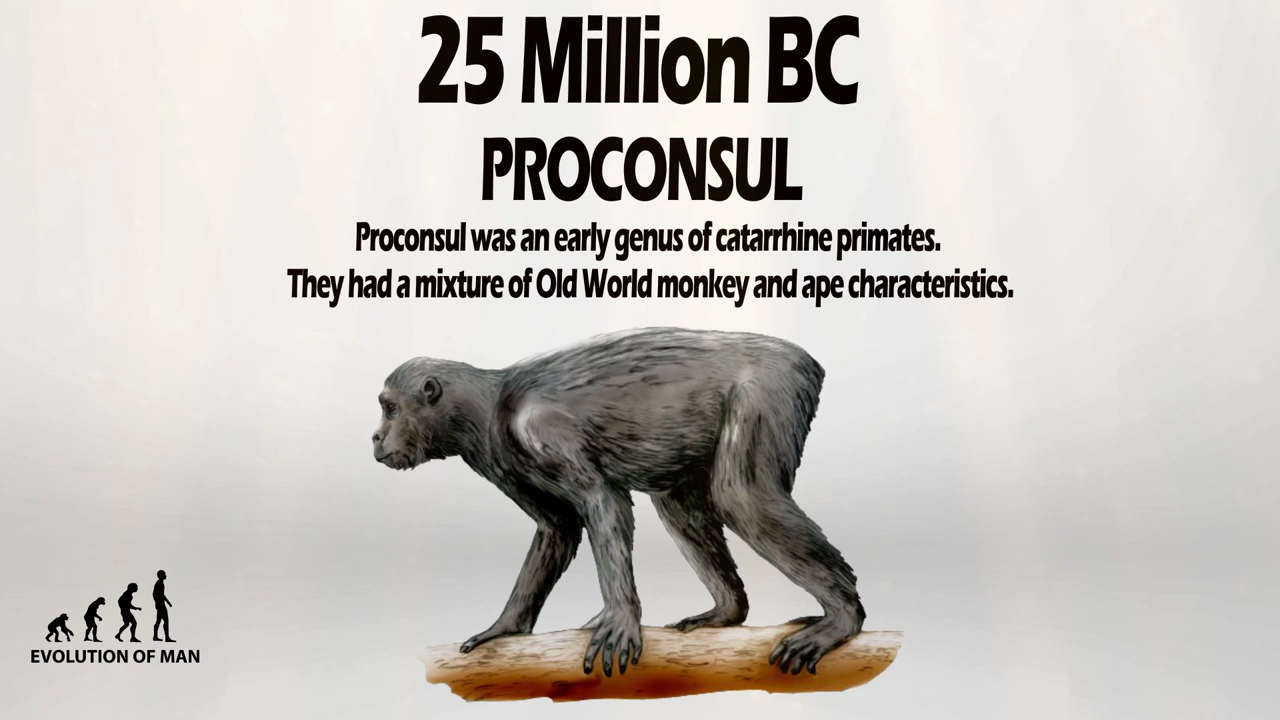 25 Million BC
PROCONSUL
Proconsul was an early genus of catarrhine primates.
They had a mixture of Old World monkey and ape characteristics.
EVOLUTION OF MAN